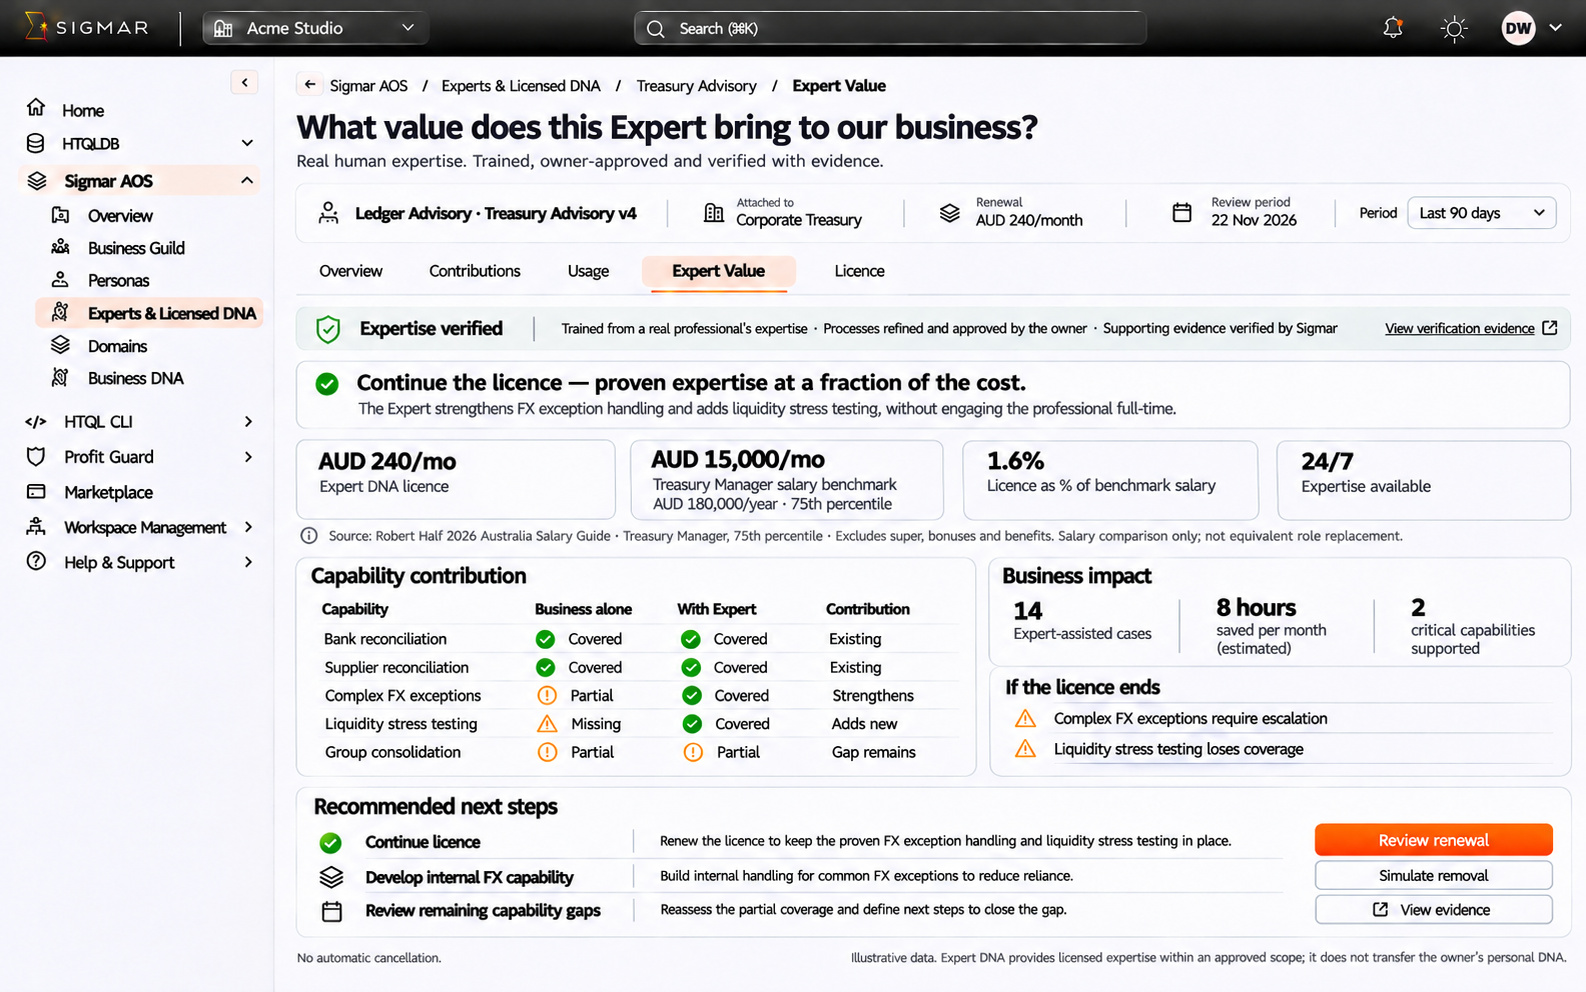 SIGMAR
Acme Studio
Search (⌘K)
DW
Home
HTQLDB
Sigmar AOS
Overview
Business Guild
Personas
Experts & Licensed DNA
Domains
Business DNA
HTQL CLI
Profit Guard
Marketplace
Workspace Management
Help & Support
Sigmar AOS / Experts & Licensed DNA / Treasury Advisory / Expert Value
What value does this Expert bring to our business?
Real human expertise. Trained, owner-approved and verified with evidence.
Ledger Advisory · Treasury Advisory v4
Attached to
Corporate Treasury
Renewal
AUD 240/month
Review period
22 Nov 2026
Period
Last 90 days
Overview
Contributions
Usage
Expert Value
Licence
Expertise verified
Trained from a real professional's expertise · Processes refined and approved by the owner · Supporting evidence verified by Sigmar
View verification evidence
Continue the licence — proven expertise at a fraction of the cost.
The Expert strengthens FX exception handling and adds liquidity stress testing, without engaging the professional full-time.
AUD 240/mo
Expert DNA licence
AUD 15,000/mo
Treasury Manager salary benchmark
AUD 180,000/year · 75th percentile
1.6%
Licence as % of benchmark salary
24/7
Expertise available
Source: Robert Half 2026 Australia Salary Guide · Treasury Manager, 75th percentile · Excludes super, bonuses and benefits. Salary comparison only; not equivalent role replacement.
Capability contribution
Capability Business alone With Expert Contribution
Bank reconciliation Covered Covered Existing
Supplier reconciliation Covered Covered Existing
Complex FX exceptions Partial Covered Strengthens
Liquidity stress testing Missing Covered Adds new
Group consolidation Partial Partial Gap remains
Business impact
14
Expert-assisted cases
8 hours
saved per month
(estimated)
2
critical capabilities
supported
If the licence ends
Complex FX exceptions require escalation
Liquidity stress testing loses coverage
Recommended next steps
Continue licence
Renew the licence to keep the proven FX exception handling and liquidity stress testing in place.
Develop internal FX capability
Build internal handling for common FX exceptions to reduce reliance.
Review remaining capability gaps
Reassess the partial coverage and define next steps to close the gap.
Review renewal
Simulate removal
View evidence
No automatic cancellation.
Illustrative data. Expert DNA provides licensed expertise within an approved scope; it does not transfer the owner's personal DNA.